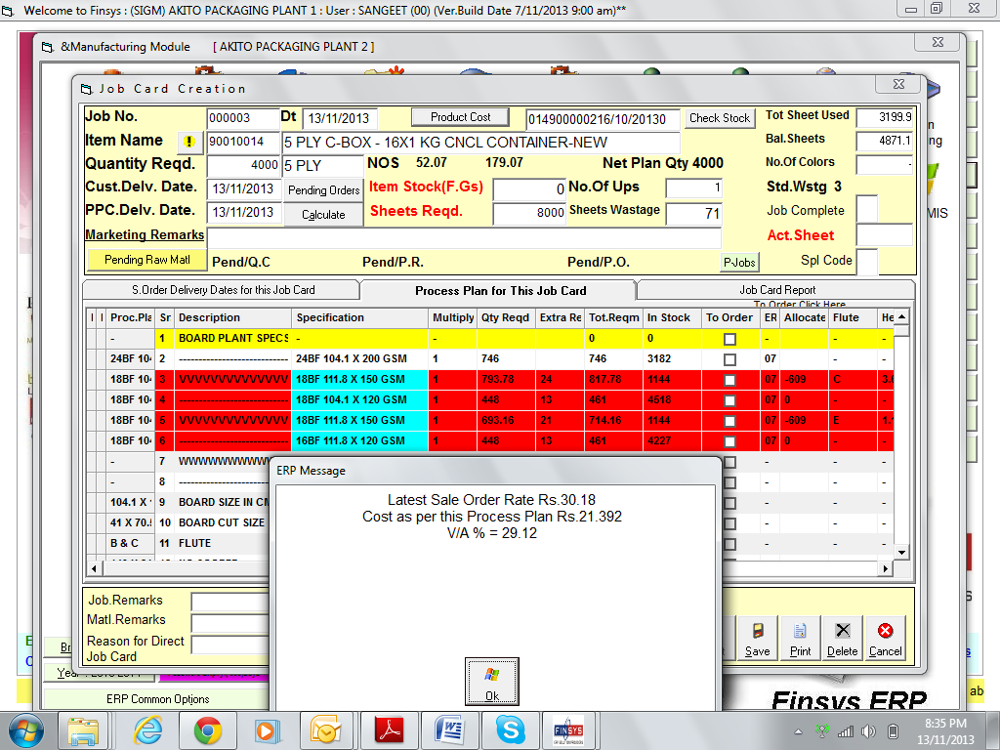 Welcome to Finsys : (SIGM) AKITO PACKAGING PLANT 1 : User : SANGEET (00) (Ver.Build Date 7/11/2013 9:00 am)**
&Manufacturing Module [ AKITO PACKAGING PLANT 2 ]
Job Card Creation
Job No. 000003 Dt 13/11/2013 Product Cost 014900000216/10/20130 Check Stock Tot Sheet Used 3199.9
Item Name 90010014 5 PLY C-BOX - 16X1 KG CNCL CONTAINER-NEW Bal.Sheets 4871.1
Quantity Reqd. 4000 5 PLY NOS 52.07 179.07 Net Plan Qty 4000 No.Of Colors -
Cust.Delv. Date. 13/11/2013 Pending Orders Item Stock(F.Gs) 0 No.Of Ups 1 Std.Wstg 3
PPC.Delv. Date. 13/11/2013 Calculate Sheets Reqd. 8000 Sheets Wastage 71 Job Complete
Marketing Remarks Act.Sheet
Pending Raw Matl Pend/Q.C Pend/P.R. Pend/P.O. P-Jobs Spl Code
S.Order Delivery Dates for this Job Card Process Plan for This Job Card Job Card Report
To Order Click Here
I I Proc.Pla Sr Description Specification Multiply Qty Reqd Extra Re Tot.Reqm In Stock To Order ER Allocate Flute He
- 1 BOARD PLANT SPECS - - 0 0 - - -
24BF 104 2 ---------------------------- 24BF 104.1 X 200 GSM 1 746 746 3182 07 - -
18BF 104 3 VVVVVVVVVVVVV 18BF 111.8 X 150 GSM 1 793.78 24 817.78 1144 07 -609 C
18BF 104 4 ---------------------------- 18BF 104.1 X 120 GSM 1 448 13 461 4518 07 0 - -
18BF 104 5 VVVVVVVVVVVVV 18BF 111.8 X 150 GSM 1 693.16 21 714.16 1144 07 -609 E
18BF 104 6 ---------------------------- 16BF 111.8 X 120 GSM 1 448 13 461 4227 07 0 - -
- 7 WWWWWWWWWW - - -
- 8 ---------------------------- - - -
104.1 X 9 BOARD SIZE IN CM - - -
41 X 70. 10 BOARD CUT SIZE - - -
B & C 11 FLUTE - - -
ERP Message
Latest Sale Order Rate Rs.30.18
Cost as per this Process Plan Rs.21.392
V/A % = 29.12
Ok
Job.Remarks
Matl.Remarks
Reason for Direct
Job Card
Save Print Delete Cancel
ERP Common Options
Finsys ERP
FINSYS
8:35 PM
13/11/2013